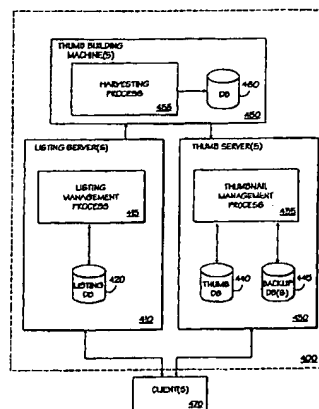 THUMB BUILDING
MACHINE(S)
HARVESTING
PROCESS
455
DB
460
450
LISTING SERVER(S)
LISTING
MANAGEMENT
PROCESS
415
LISTING
DB
420
410
THUMB SERVER(S)
THUMBNAIL
MANAGEMENT
PROCESS
435
THUMB
DB
440
BACKUP
DB(S)
445
430
400
CLIENT(S)
470